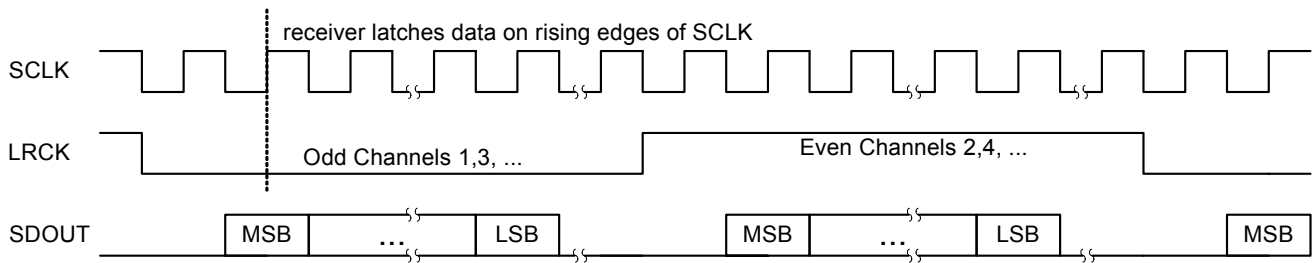 receiver latches data on rising edges of SCLK
SCLK
LRCK
Odd Channels 1,3, ...
Even Channels 2,4, ...
SDOUT
MSB
...
LSB
MSB
...
LSB
MSB